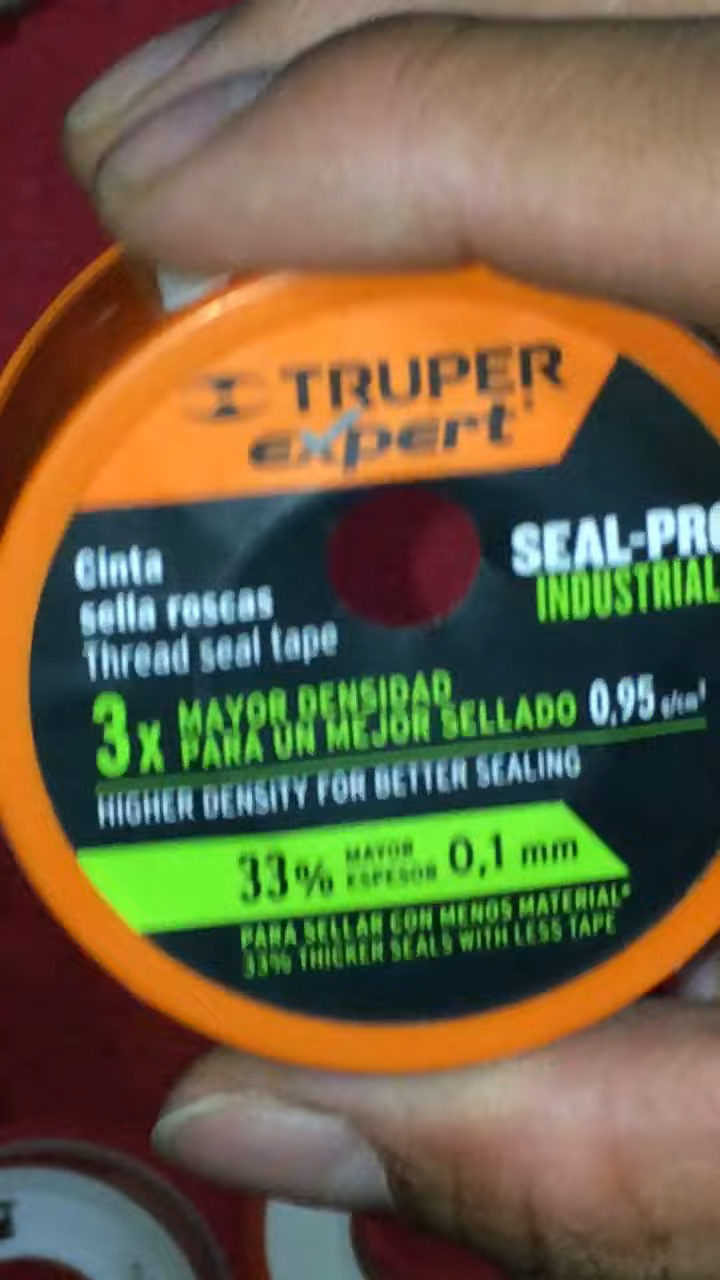 TRUPER
expert
SEAL-PRO
INDUSTRIAL
Cinta
sella roscas
Thread seal tape
3x MAYOR DENSIDAD
PARA UN MEJOR SELLADO 0,95 g/cm³
HIGHER DENSITY FOR BETTER SEALING
33% MAYOR ESPESOR 0,1 mm
PARA SELLAR CON MENOS MATERIAL*
33% THICKER SEALS WITH LESS TAPE